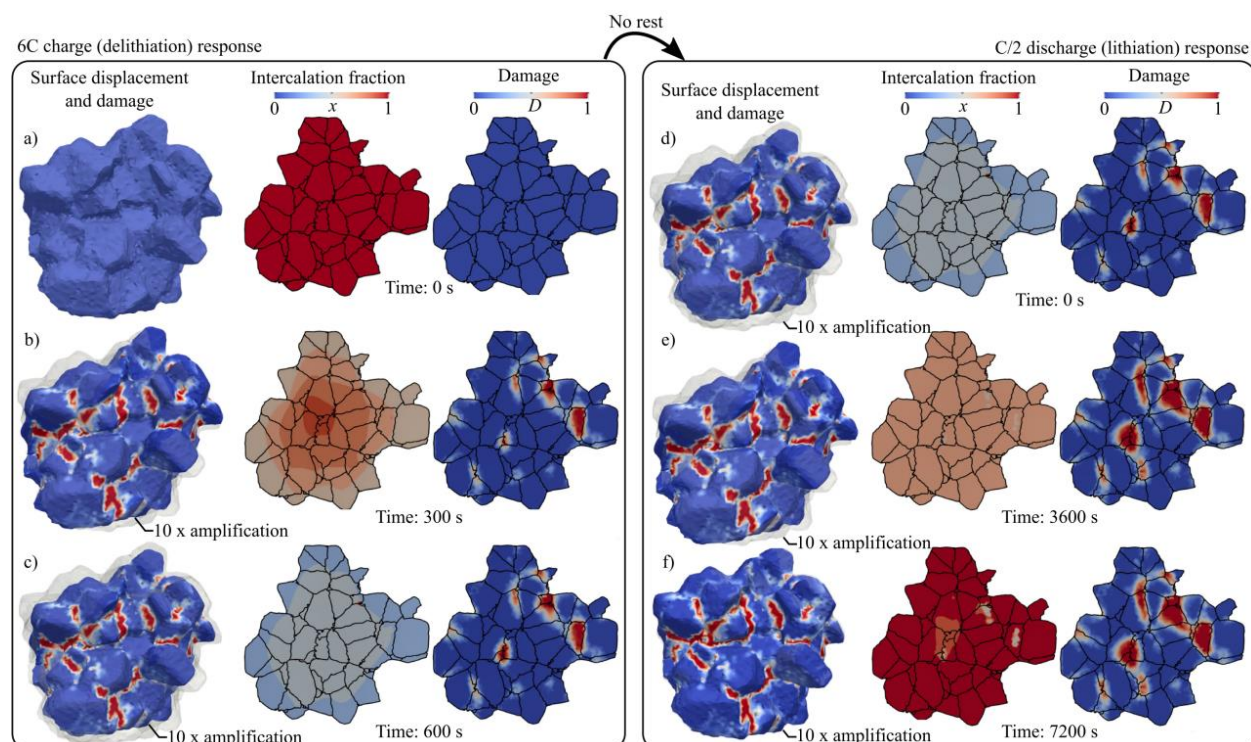 No rest
6C charge (delithiation) response
C/2 discharge (lithiation) response
Surface displacement
and damage
Intercalation fraction
0 x 1
Damage
0 D 1
a)
Time: 0 s
b)
10 x amplification
Time: 300 s
c)
10 x amplification
Time: 600 s
Surface displacement
and damage
Intercalation fraction
0 x 1
Damage
0 D 1
d)
10 x amplification
Time: 0 s
e)
10 x amplification
Time: 3600 s
f)
10 x amplification
Time: 7200 s